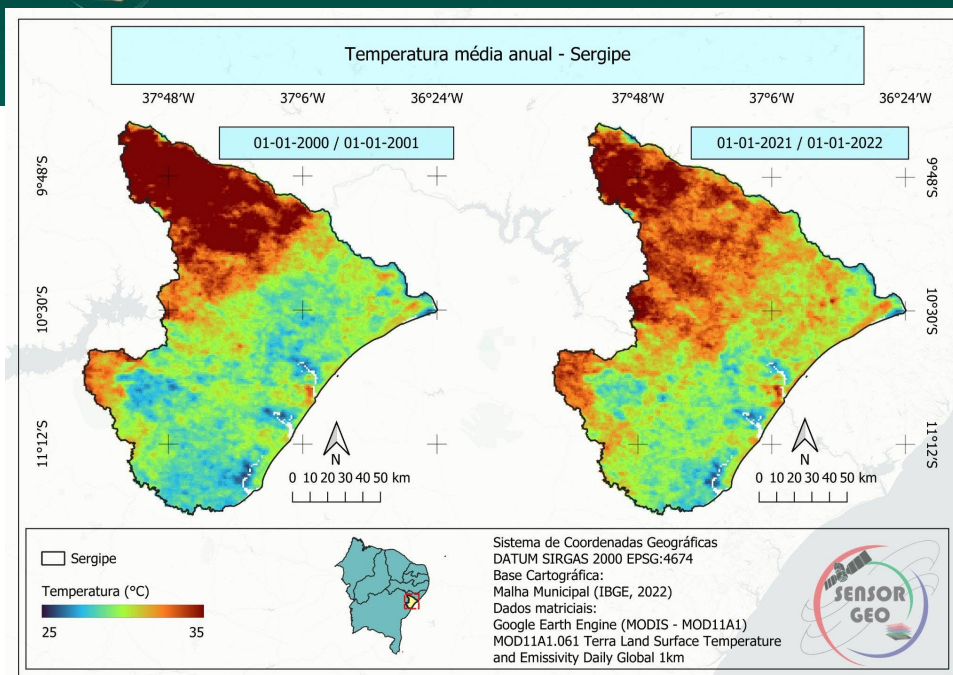 Temperatura média anual - Sergipe
37°48'W 37°6'W 36°24'W 37°48'W 37°6'W 36°24'W
01-01-2000 / 01-01-2001
01-01-2021 / 01-01-2022
9°48'S
10°30'S
11°12'S
N
0 10 20 30 40 50 km
9°48'S
10°30'S
11°12'S
N
0 10 20 30 40 50 km
Sergipe
Temperatura (°C)
25 35
Sistema de Coordenadas Geográficas
DATUM SIRGAS 2000 EPSG:4674
Base Cartográfica:
Malha Municipal (IBGE, 2022)
Dados matriciais:
Google Earth Engine (MODIS - MOD11A1)
MOD11A1.061 Terra Land Surface Temperature
and Emissivity Daily Global 1km
SENSOR
GEO